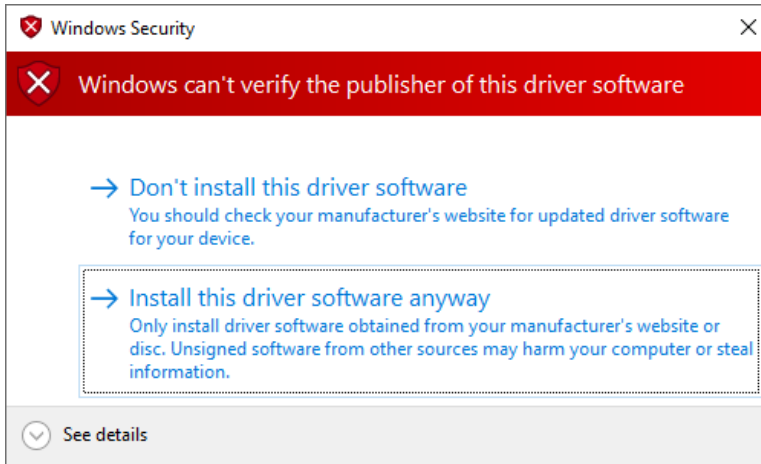 Windows Security
Windows can't verify the publisher of this driver software
Don't install this driver software
You should check your manufacturer's website for updated driver software
for your device.
Install this driver software anyway
Only install driver software obtained from your manufacturer's website or
disc. Unsigned software from other sources may harm your computer or steal
information.
See details